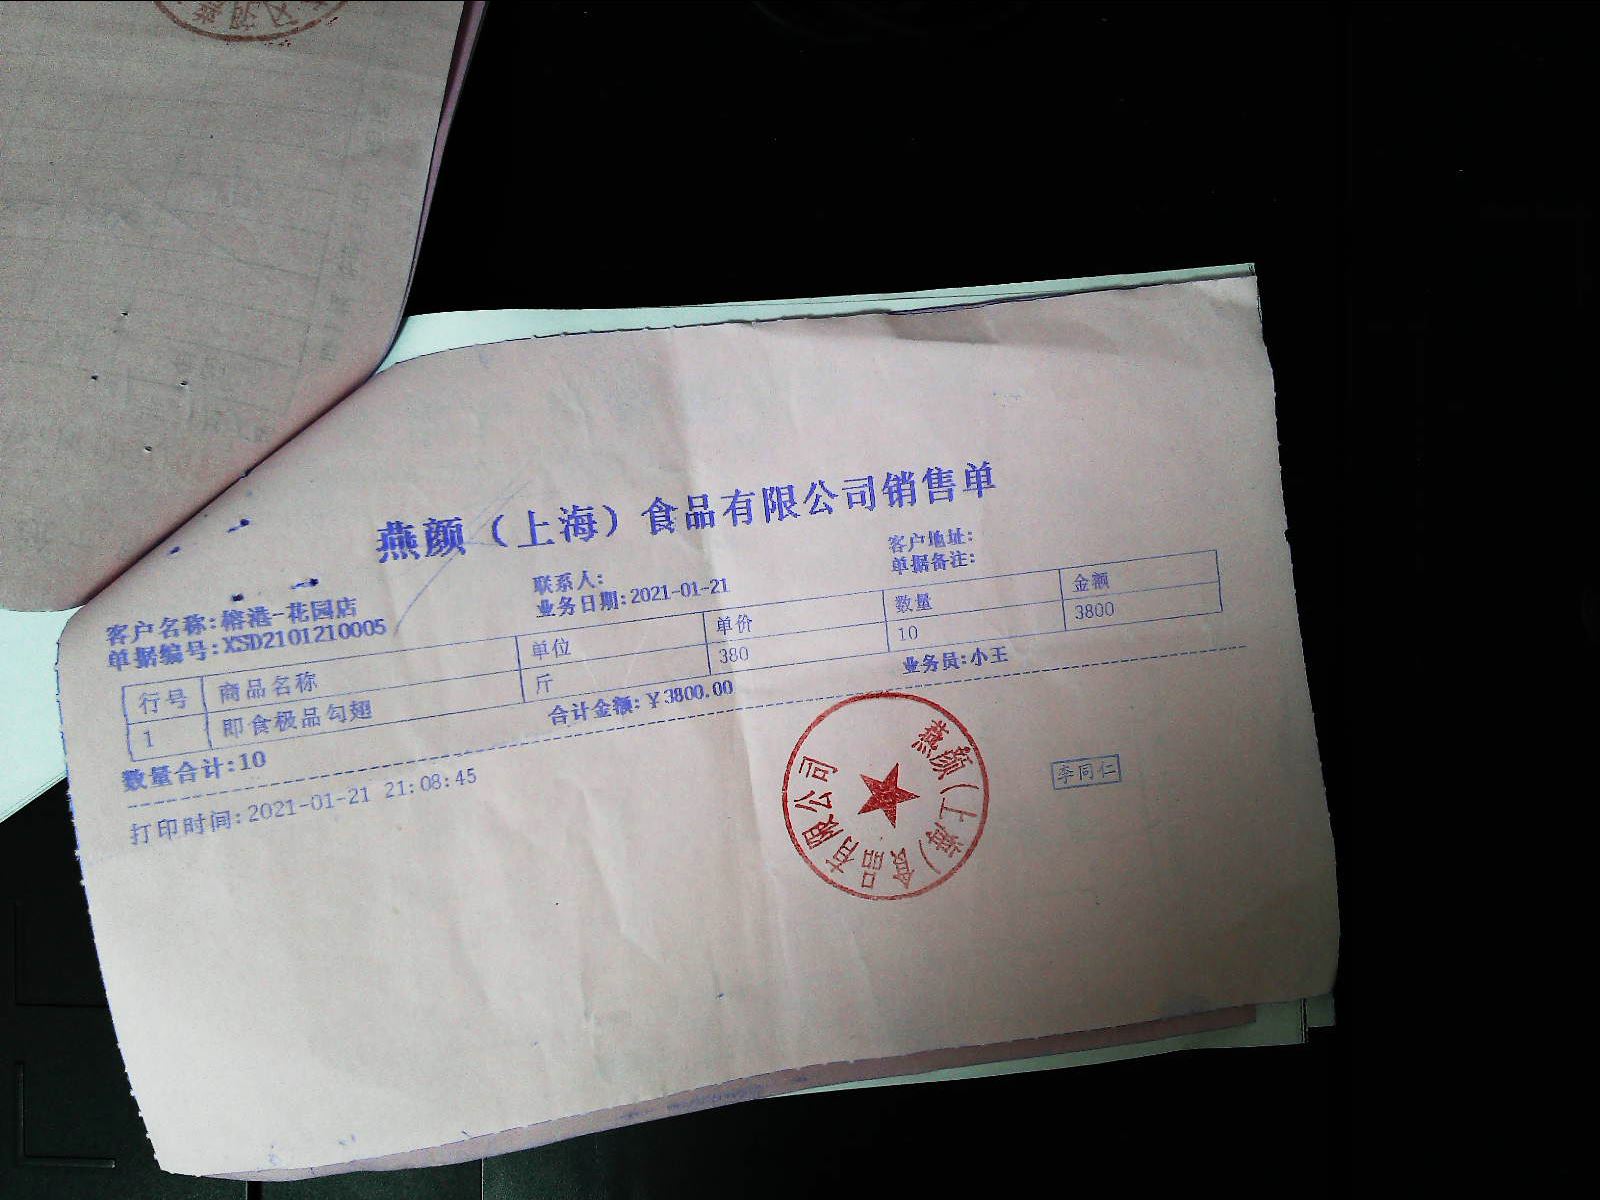 燕颜（上海）食品有限公司销售单
客户名称:榕港-花园店 联系人: 客户地址:
单据编号:XSD2101210005 业务日期:2021-01-21 单据备注:
行号 商品名称 单位 单价 数量 金额
1 即食极品勾翅 斤 380 10 3800
数量合计:10 合计金额:￥3800.00 业务员:小王
打印时间:2021-01-21 21:08:45
燕颜（上海）食品有限公司
李同仁